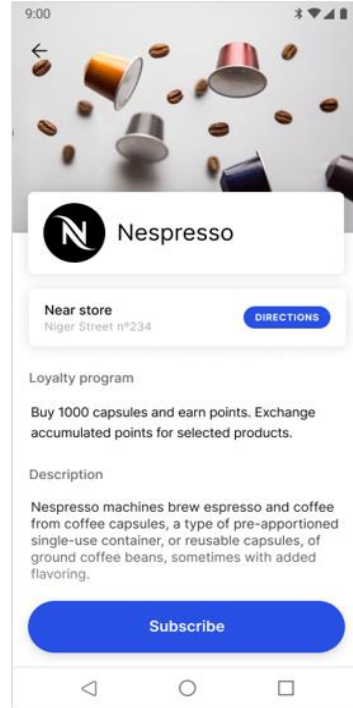 9:00
N
Nespresso
Near store
Niger Street nº234
DIRECTIONS
Loyalty program
Buy 1000 capsules and earn points. Exchange
accumulated points for selected products.
Description
Nespresso machines brew espresso and coffee
from coffee capsules, a type of pre-apportioned
single-use container, or reusable capsules, of
ground coffee beans, sometimes with added
flavoring.
Subscribe